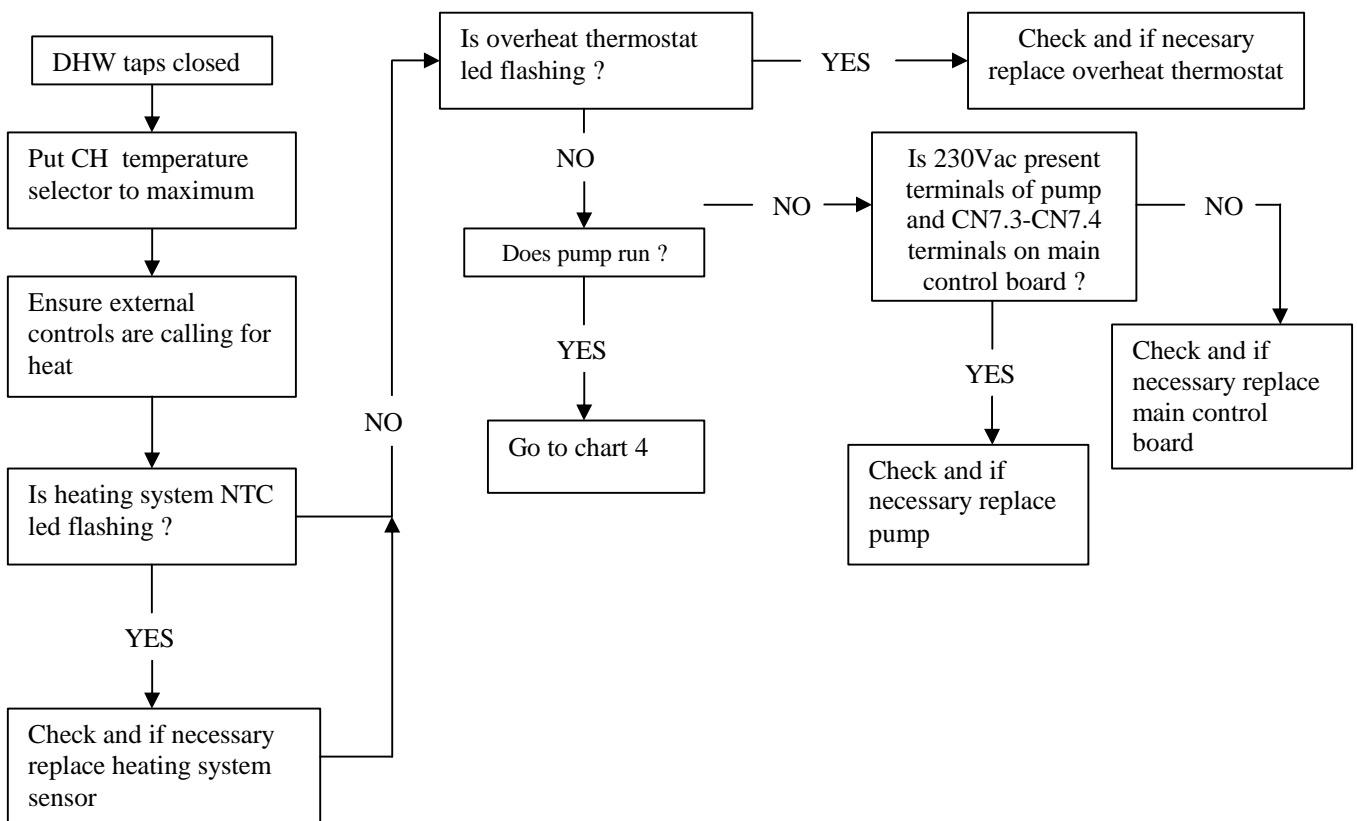 DHW taps closed
Put CH temperature
selector to maximum
Ensure external
controls are calling for
heat
Is heating system NTC
led flashing ?
YES
Check and if necessary
replace heating system
sensor
NO
Is overheat thermostat
led flashing ?
YES
Check and if necesary
replace overheat thermostat
NO
Does pump run ?
YES
Go to chart 4
NO
Is 230Vac present
terminals of pump
and CN7.3-CN7.4
terminals on main
control board ?
YES
Check and if
necessary replace
pump
NO
Check and if
necessary replace
main control
board